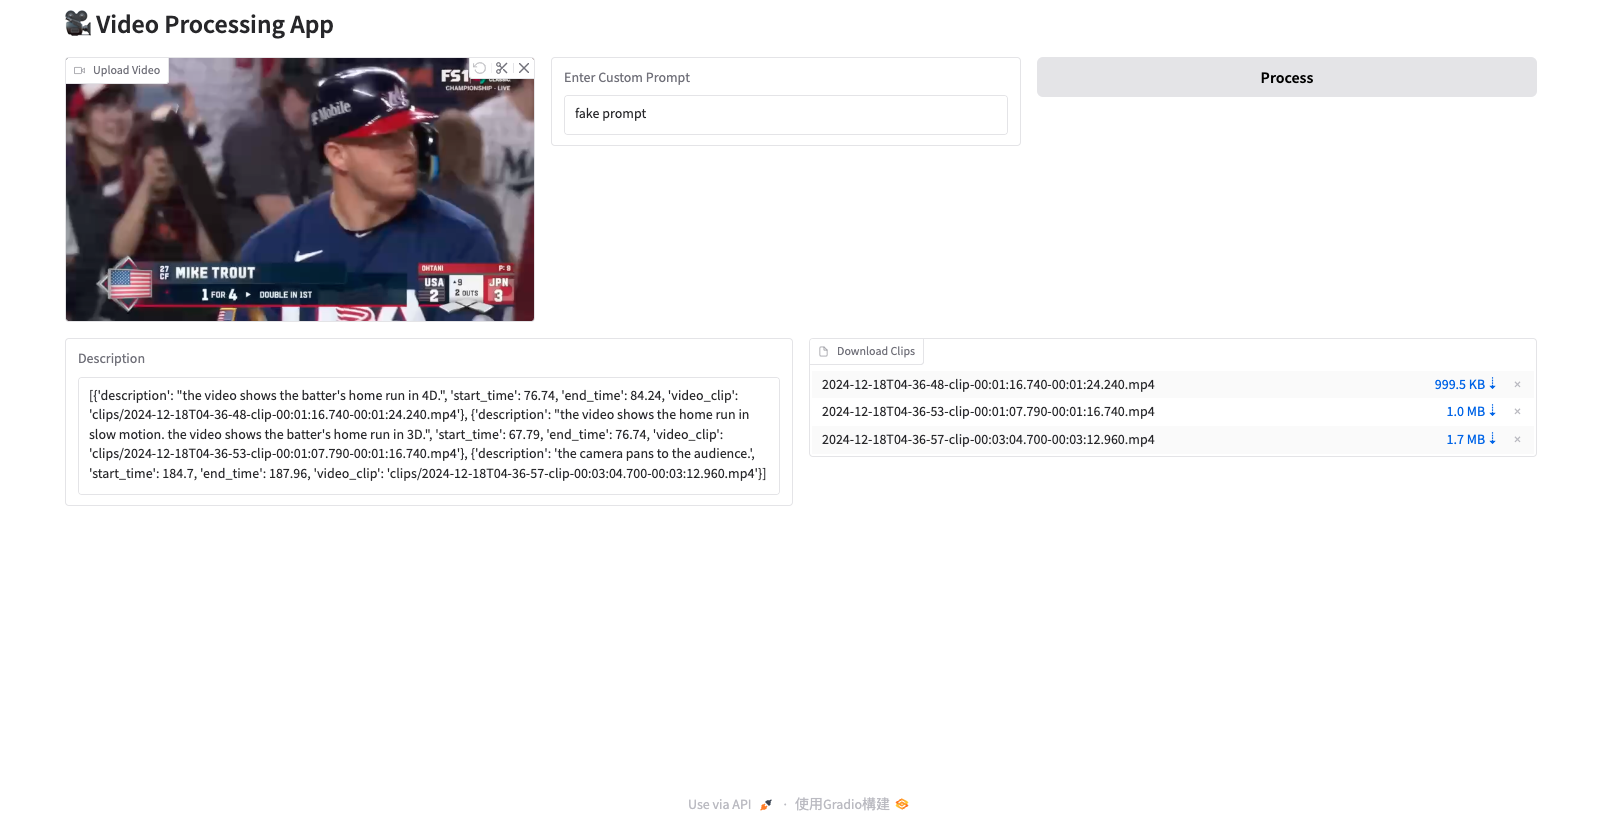 Video Processing App
Upload Video
FS1
CLASSIC
CHAMPIONSHIP - LIVE
T Mobile
27
CF
MIKE TROUT
1 FOR 4 ▸ DOUBLE IN 1ST
OHTANI P: 9
USA 2
▲9
2 OUTS
JPN 3
Enter Custom Prompt
fake prompt
Process
Description
[{'description': "the video shows the batter's home run in 4D.", 'start_time': 76.74, 'end_time': 84.24, 'video_clip':
'clips/2024-12-18T04-36-48-clip-00:01:16.740-00:01:24.240.mp4'}, {'description': "the video shows the home run in
slow motion. the video shows the batter's home run in 3D.", 'start_time': 67.79, 'end_time': 76.74, 'video_clip':
'clips/2024-12-18T04-36-53-clip-00:01:07.790-00:01:16.740.mp4'}, {'description': 'the camera pans to the audience.',
'start_time': 184.7, 'end_time': 187.96, 'video_clip': 'clips/2024-12-18T04-36-57-clip-00:03:04.700-00:03:12.960.mp4'}]
Download Clips
2024-12-18T04-36-48-clip-00:01:16.740-00:01:24.240.mp4 999.5 KB ⇣ ×
2024-12-18T04-36-53-clip-00:01:07.790-00:01:16.740.mp4 1.0 MB ⇣ ×
2024-12-18T04-36-57-clip-00:03:04.700-00:03:12.960.mp4 1.7 MB ⇣ ×
Use via API · 使用Gradio構建